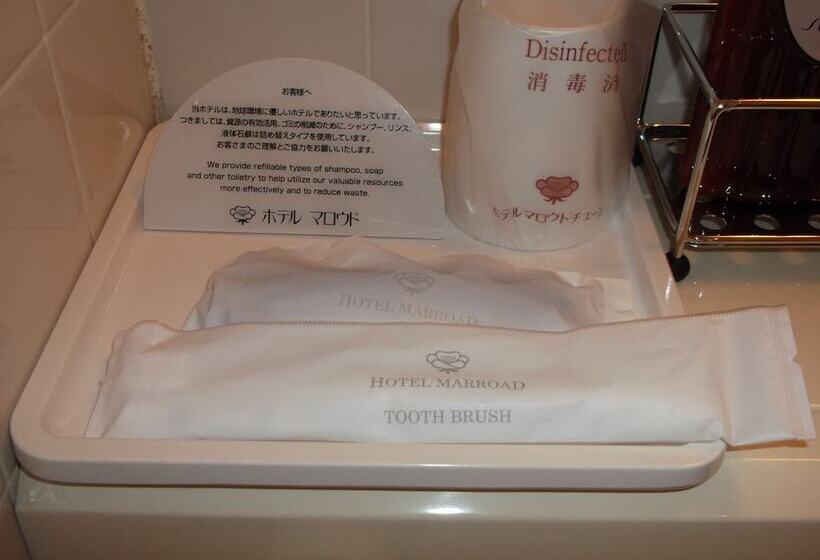 お客様へ
当ホテルは、地球環境に優しいホテルでありたいと思っています。
つきましては、資源の有効活用、ゴミの削減のために、シャンプー、リンス、
液体石鹸は詰め替えタイプを使用しています。
お客さまのご理解とご協力をお願いいたします。
We provide refillable types of shampoo, soap
and other toiletry to help utilize our valuable resources
more effectively and to reduce waste.
ホテル マロウド
Disinfected
消毒済
ホテルマロウドチェーン
HOTEL MARROAD
HOTEL MARROAD
TOOTH BRUSH